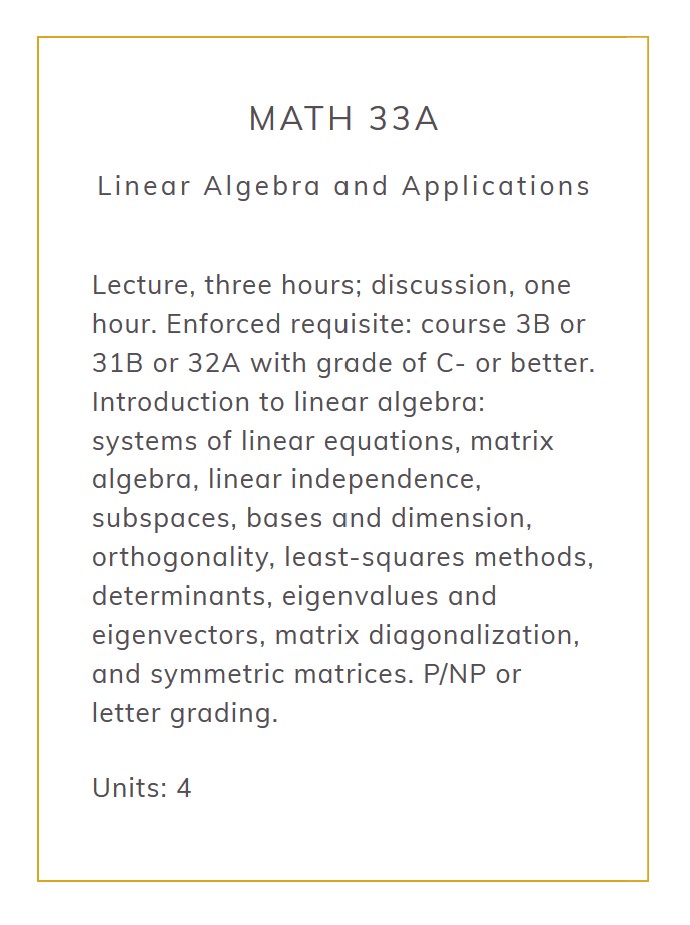 MATH 33A
Linear Algebra and Applications
Lecture, three hours; discussion, one
hour. Enforced requisite: course 3B or
31B or 32A with grade of C- or better.
Introduction to linear algebra:
systems of linear equations, matrix
algebra, linear independence,
subspaces, bases and dimension,
orthogonality, least-squares methods,
determinants, eigenvalues and
eigenvectors, matrix diagonalization,
and symmetric matrices. P/NP or
letter grading.
Units: 4